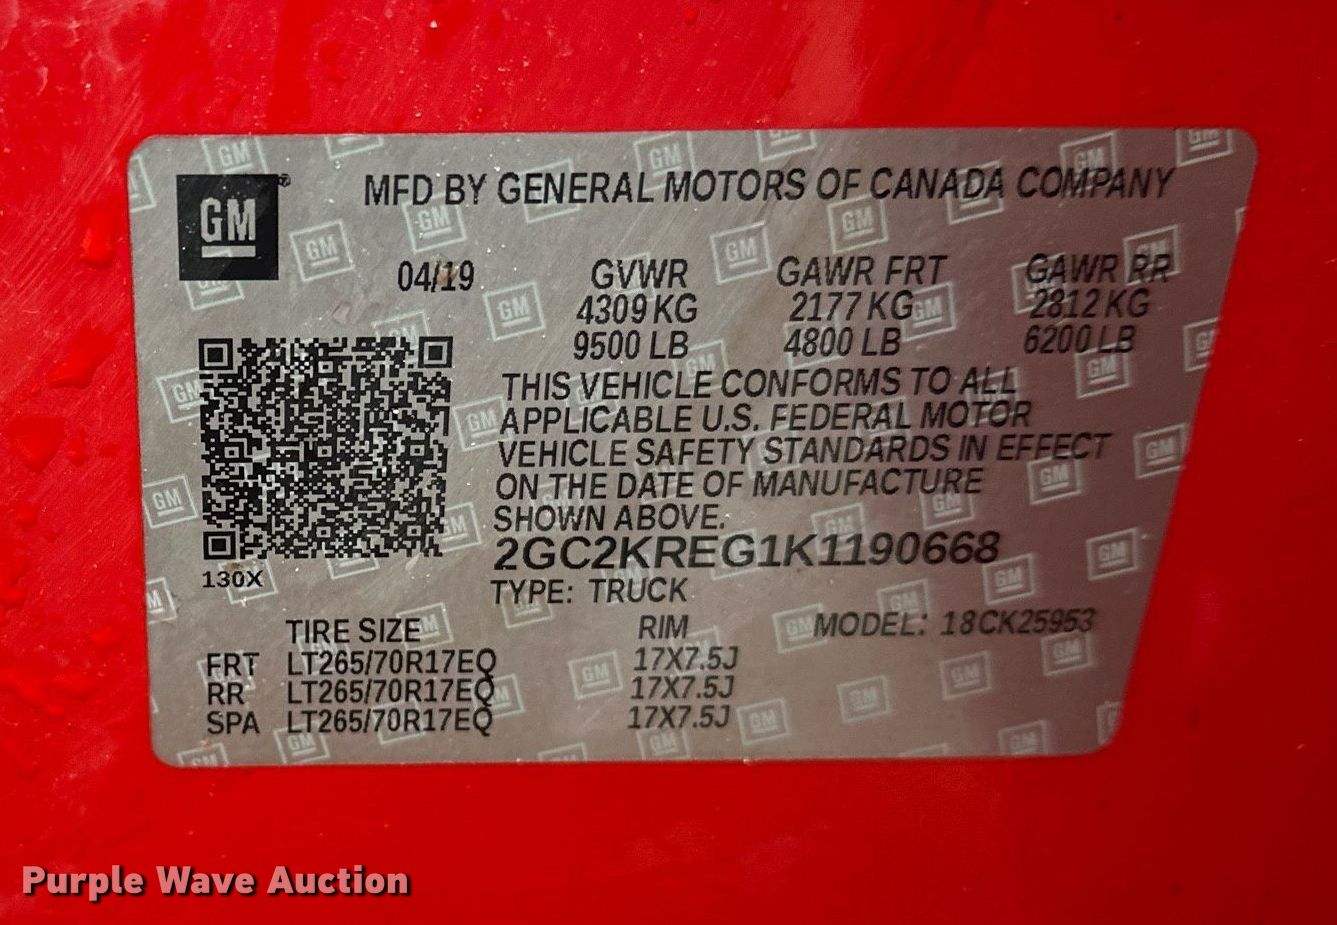 GM
MFD BY GENERAL MOTORS OF CANADA COMPANY
04/19 GVWR GAWR FRT GAWR RR
4309 KG 2177 KG 2812 KG
9500 LB 4800 LB 6200 LB
THIS VEHICLE CONFORMS TO ALL
APPLICABLE U.S. FEDERAL MOTOR
VEHICLE SAFETY STANDARDS IN EFFECT
ON THE DATE OF MANUFACTURE
SHOWN ABOVE.
2GC2KREG1K1190668
130X
TYPE: TRUCK
TIRE SIZE RIM MODEL: 18CK25953
FRT LT265/70R17EQ 17X7.5J
RR LT265/70R17EQ 17X7.5J
SPA LT265/70R17EQ 17X7.5J
Purple Wave Auction